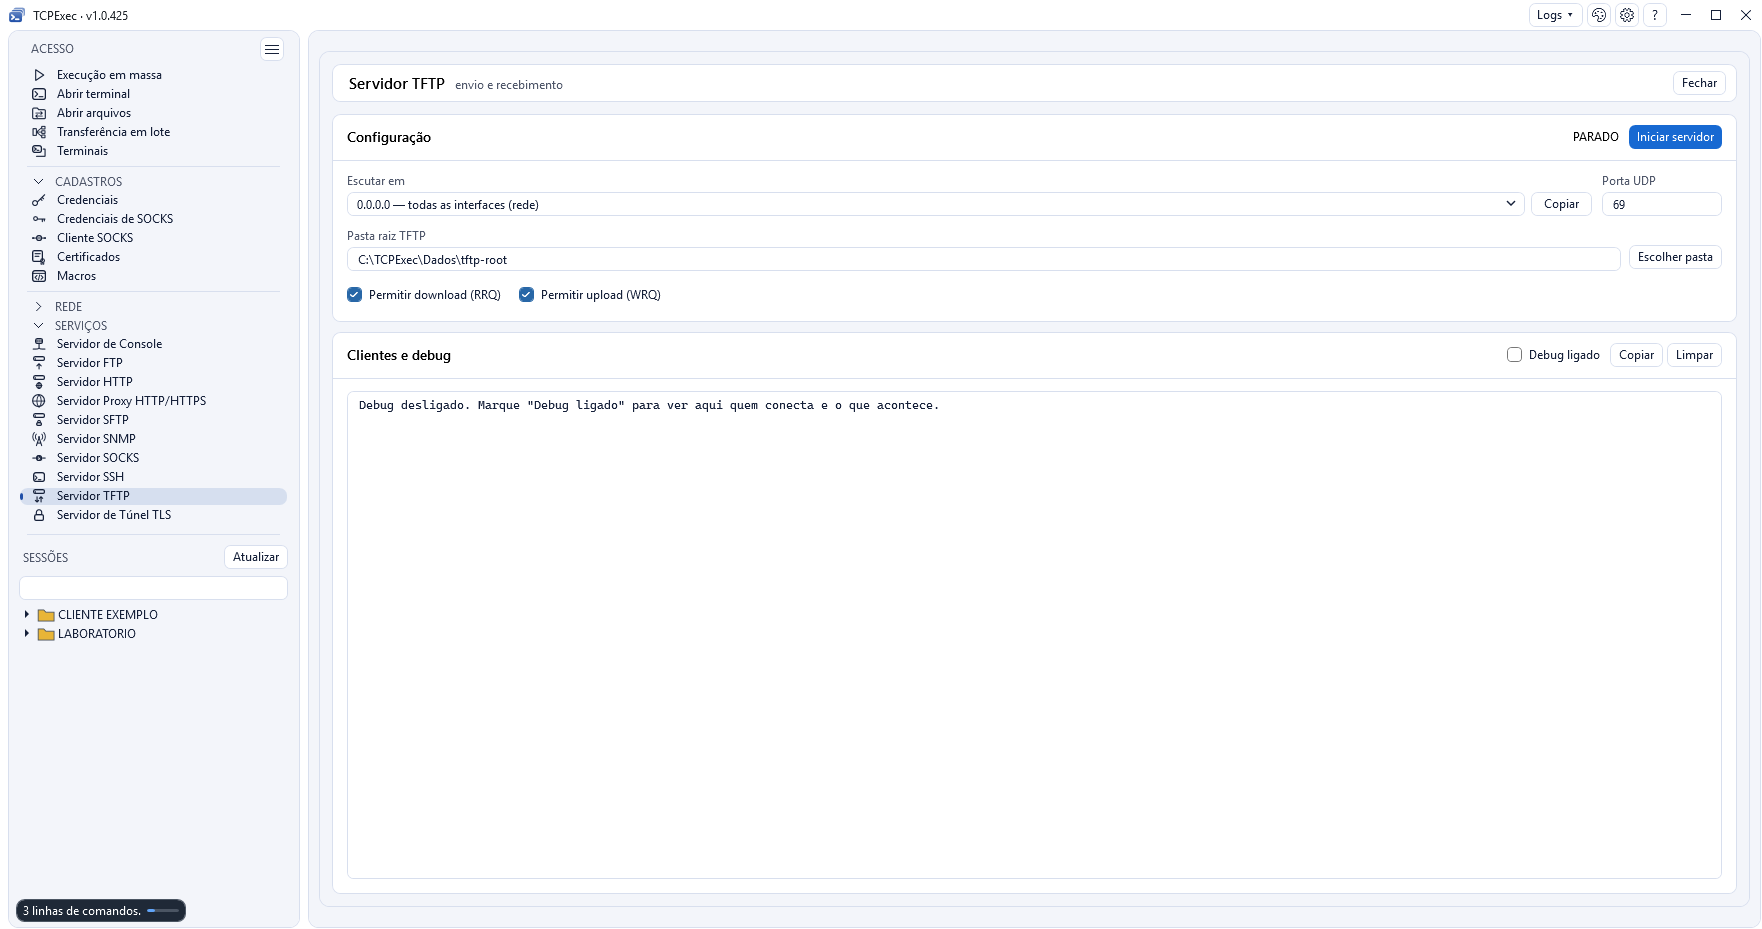 TCPExec · v1.0.425
Logs
?
ACESSO
Execução em massa
Abrir terminal
Abrir arquivos
Transferência em lote
Terminais
CADASTROS
Credenciais
Credenciais de SOCKS
Cliente SOCKS
Certificados
Macros
REDE
SERVIÇOS
Servidor de Console
Servidor FTP
Servidor HTTP
Servidor Proxy HTTP/HTTPS
Servidor SFTP
Servidor SNMP
Servidor SOCKS
Servidor SSH
Servidor TFTP
Servidor de Túnel TLS
SESSÕES
Atualizar
CLIENTE EXEMPLO
LABORATORIO
3 linhas de comandos.
Servidor TFTP envio e recebimento
Fechar
Configuração
PARADO
Iniciar servidor
Escutar em
Porta UDP
0.0.0.0 — todas as interfaces (rede)
Copiar
69
Pasta raiz TFTP
C:\TCPExec\Dados\tftp-root
Escolher pasta
Permitir download (RRQ)
Permitir upload (WRQ)
Clientes e debug
Debug ligado
Copiar
Limpar
Debug desligado. Marque "Debug ligado" para ver aqui quem conecta e o que acontece.